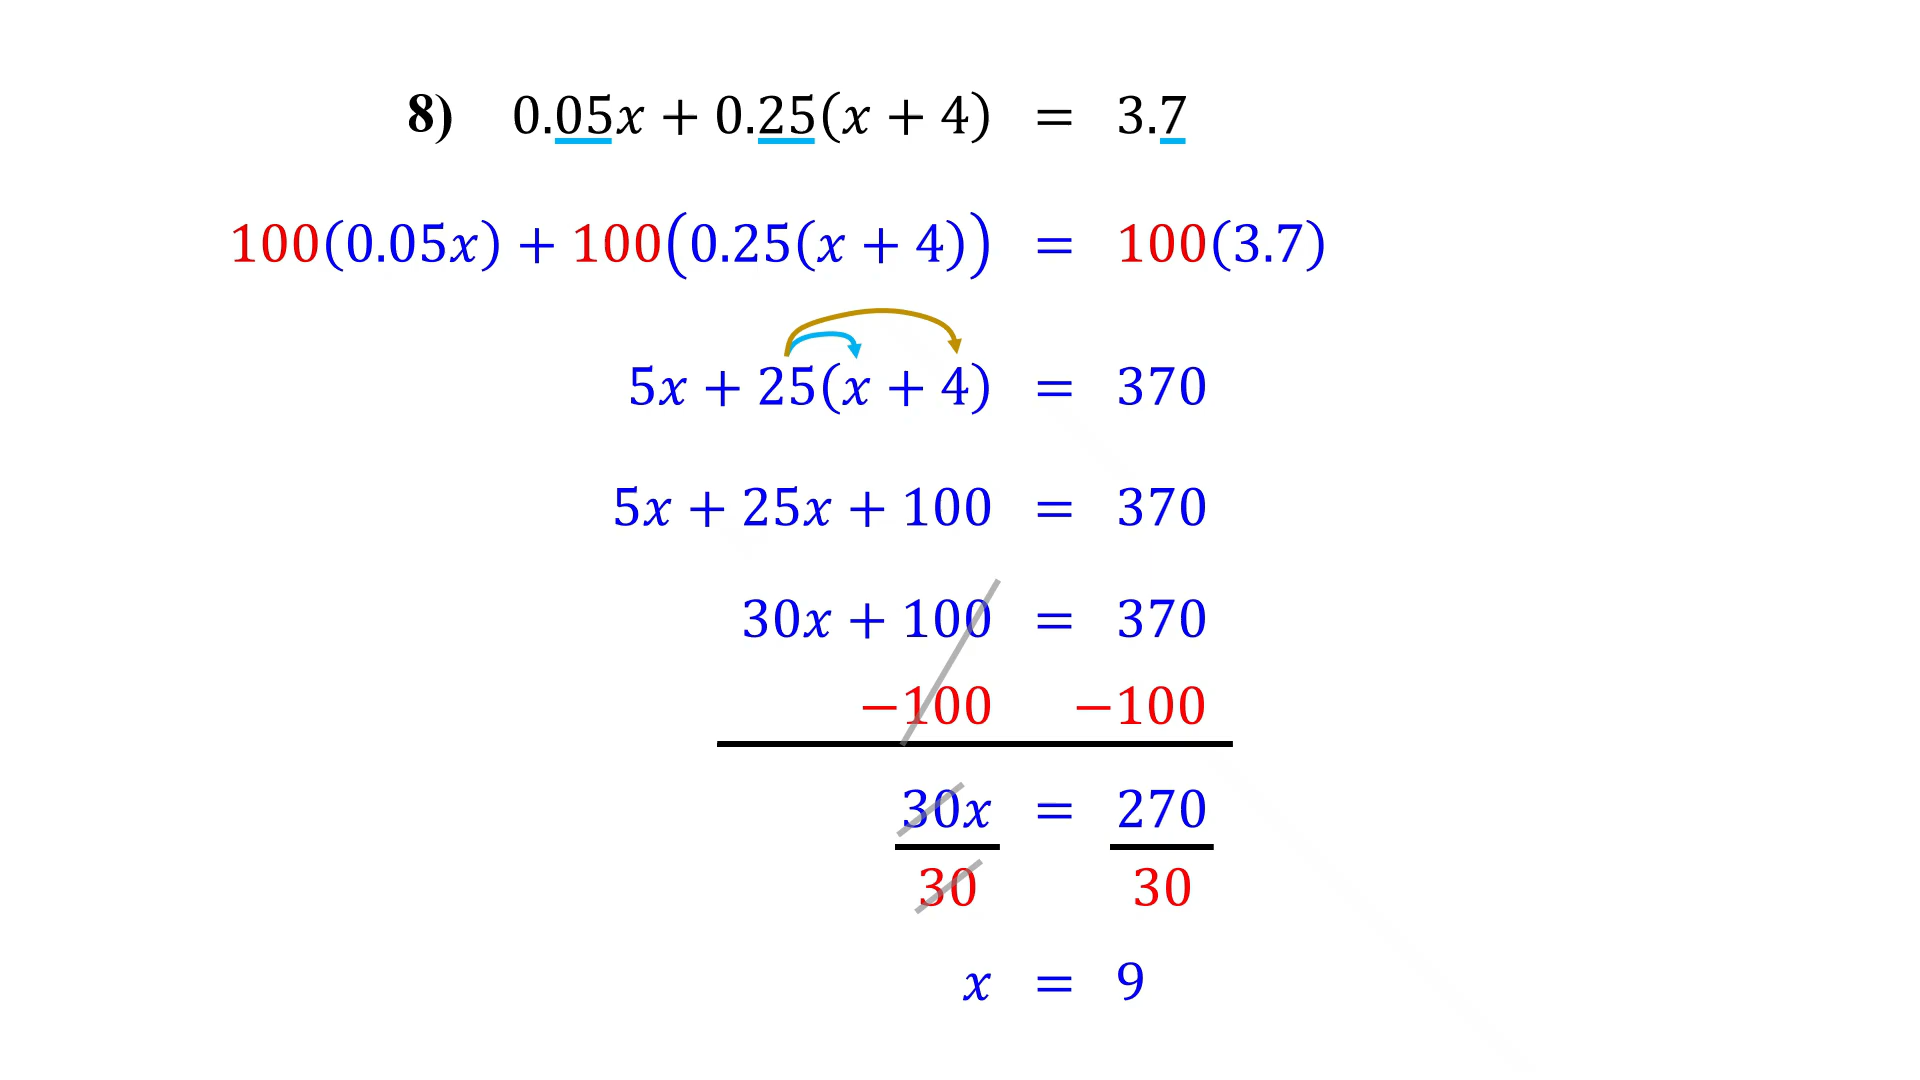 8) 0.05x + 0.25(x + 4) = 3.7
100(0.05x) + 100(0.25(x + 4)) = 100(3.7)
5x + 25(x + 4) = 370
5x + 25x + 100 = 370
30x + 100 = 370
−100 −100
30x = 270
30 30
x = 9